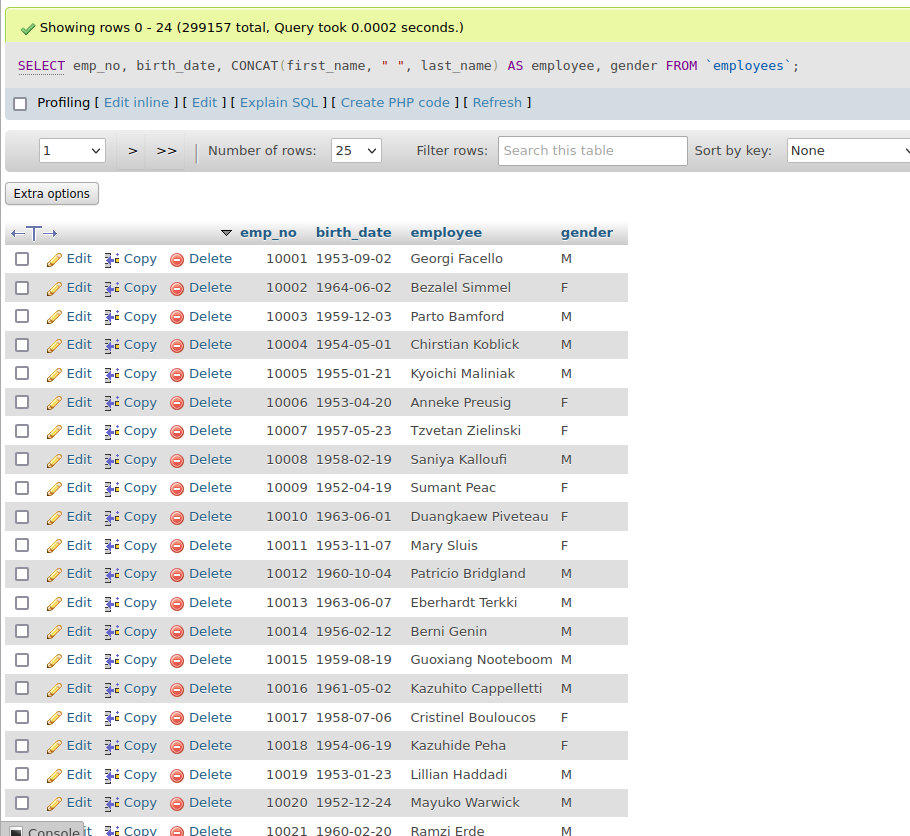 Showing rows 0 - 24 (299157 total, Query took 0.0002 seconds.)
SELECT emp_no, birth_date, CONCAT(first_name, " ", last_name) AS employee, gender FROM `employees`;
Profiling [ Edit inline ] [ Edit ] [ Explain SQL ] [ Create PHP code ] [ Refresh ]
1 > >> | Number of rows: 25 Filter rows: Search this table Sort by key: None
Extra options
←T→ emp_no birth_date employee gender
Edit Copy Delete 10001 1953-09-02 Georgi Facello M
Edit Copy Delete 10002 1964-06-02 Bezalel Simmel F
Edit Copy Delete 10003 1959-12-03 Parto Bamford M
Edit Copy Delete 10004 1954-05-01 Chirstian Koblick M
Edit Copy Delete 10005 1955-01-21 Kyoichi Maliniak M
Edit Copy Delete 10006 1953-04-20 Anneke Preusig F
Edit Copy Delete 10007 1957-05-23 Tzvetan Zielinski F
Edit Copy Delete 10008 1958-02-19 Saniya Kalloufi M
Edit Copy Delete 10009 1952-04-19 Sumant Peac F
Edit Copy Delete 10010 1963-06-01 Duangkaew Piveteau F
Edit Copy Delete 10011 1953-11-07 Mary Sluis F
Edit Copy Delete 10012 1960-10-04 Patricio Bridgland M
Edit Copy Delete 10013 1963-06-07 Eberhardt Terkki M
Edit Copy Delete 10014 1956-02-12 Berni Genin M
Edit Copy Delete 10015 1959-08-19 Guoxiang Nooteboom M
Edit Copy Delete 10016 1961-05-02 Kazuhito Cappelletti M
Edit Copy Delete 10017 1958-07-06 Cristinel Bouloucos F
Edit Copy Delete 10018 1954-06-19 Kazuhide Peha F
Edit Copy Delete 10019 1953-01-23 Lillian Haddadi M
Edit Copy Delete 10020 1952-12-24 Mayuko Warwick M
Console Copy Delete 10021 1960-02-20 Ramzi Erde M